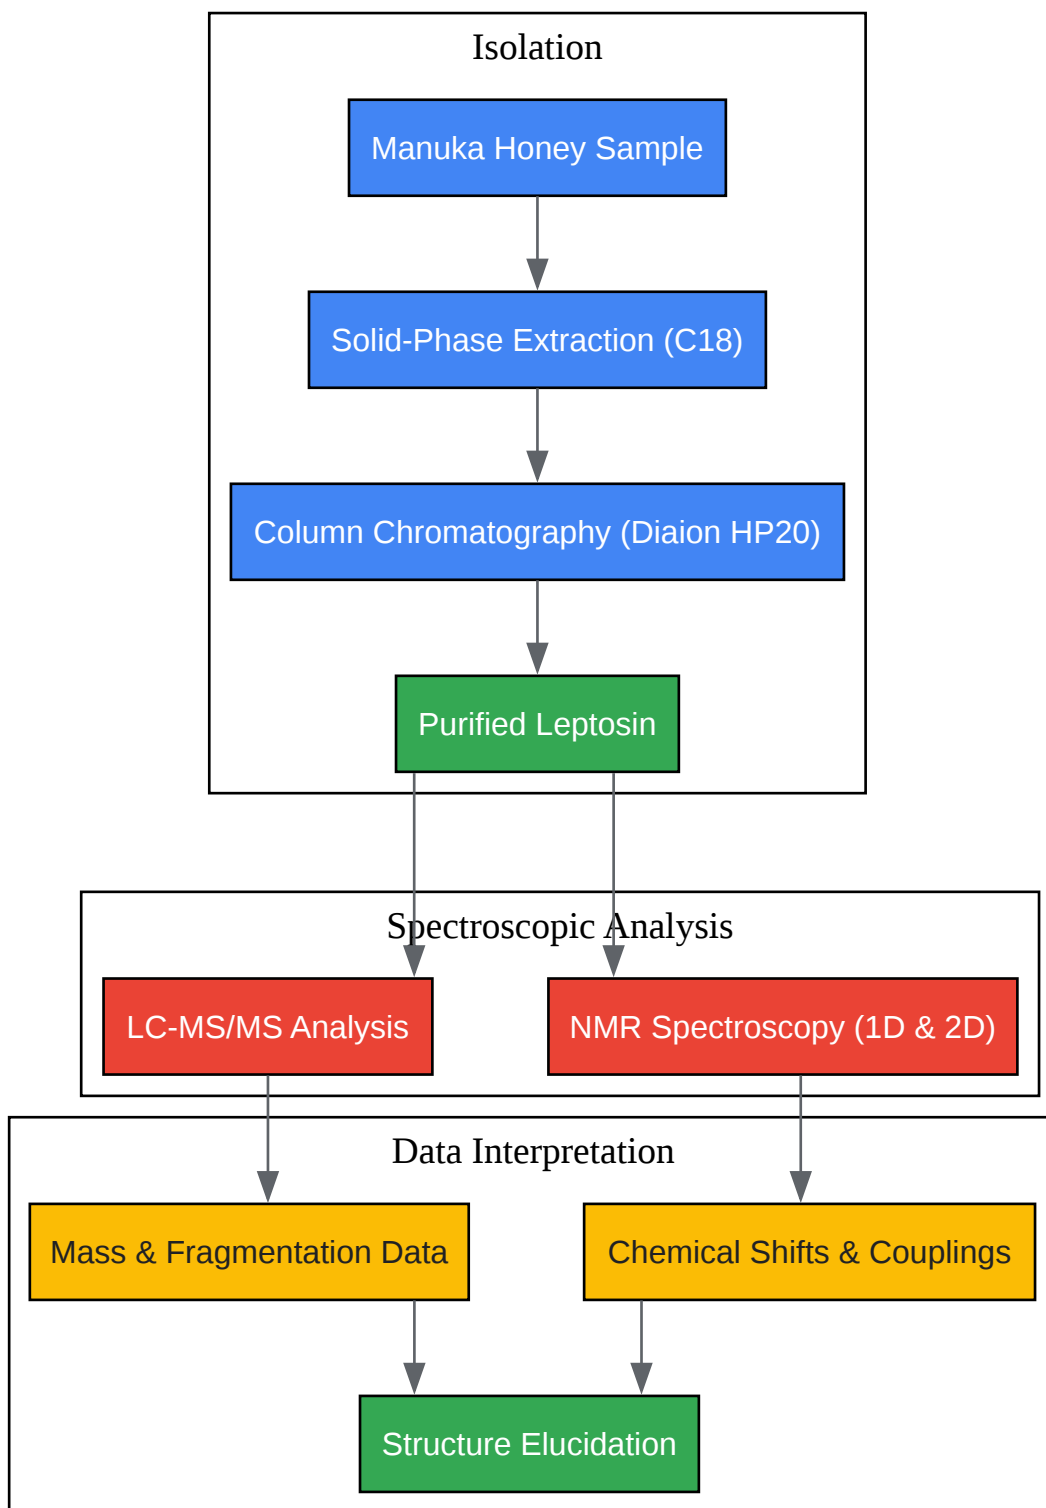 Isolation
Manuka Honey Sample
Solid-Phase Extraction (C18)
Column Chromatography (Diaion HP20)
Purified Leptosin
Spectroscopic Analysis
LC-MS/MS Analysis
NMR Spectroscopy (1D & 2D)
Data Interpretation
Mass & Fragmentation Data
Chemical Shifts & Couplings
Structure Elucidation